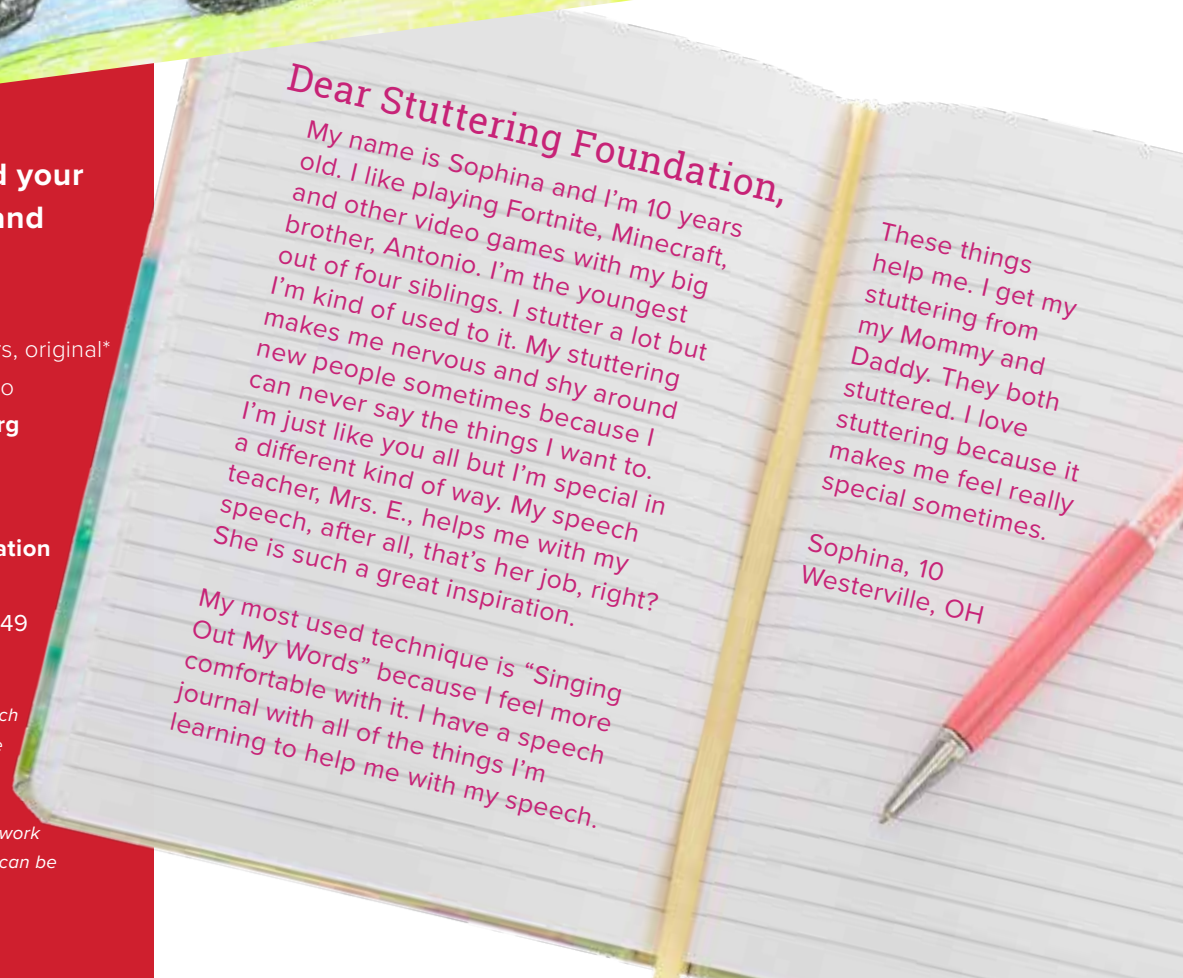 d your
and
rs, original*
o
rg
ation
49
ch
e
work
can be
Dear Stuttering Foundation,
My name is Sophina and I'm 10 years
old. I like playing Fortnite, Minecraft,
and other video games with my big
brother, Antonio. I'm the youngest
out of four siblings. I stutter a lot but
I'm kind of used to it. My stuttering
makes me nervous and shy around
new people sometimes because I
can never say the things I want to.
I'm just like you all but I'm special in
a different kind of way. My speech
teacher, Mrs. E., helps me with my
speech, after all, that's her job, right?
She is such a great inspiration.
My most used technique is “Singing
Out My Words” because I feel more
comfortable with it. I have a speech
journal with all of the things I'm
learning to help me with my speech.
These things
help me. I get my
stuttering from
my Mommy and
Daddy. They both
stuttered. I love
stuttering because it
makes me feel really
special sometimes.
Sophina, 10
Westerville, OH